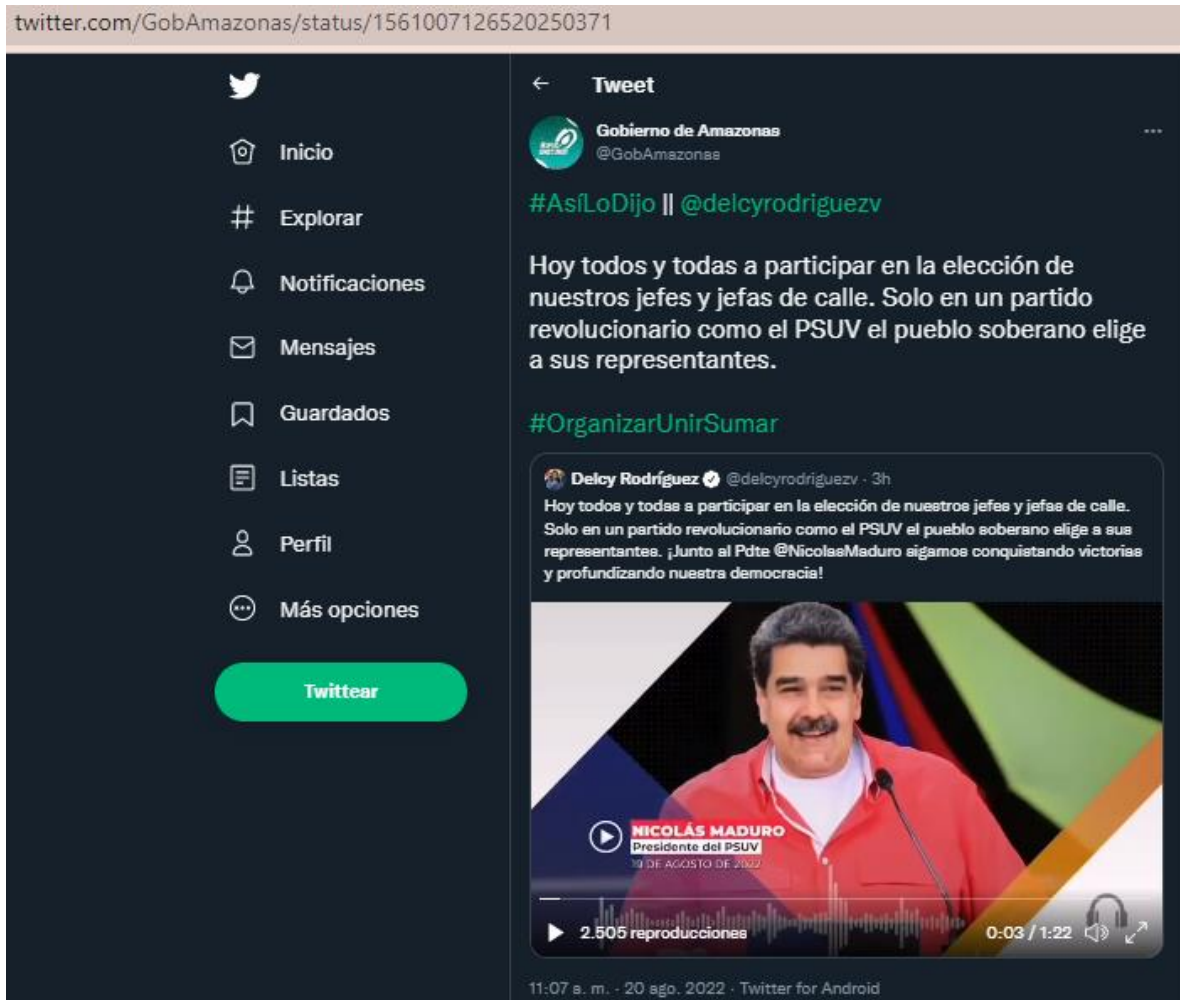 twitter.com/GobAmazonas/status/1561007126520250371
Inicio
Explorar
Notificaciones
Mensajes
Guardados
Listas
Perfil
Más opciones
Twittear
Tweet
Gobierno de Amazonas
@GobAmazonas
#AsíLoDijo || @delcyrodriguezv
Hoy todos y todas a participar en la elección de
nuestros jefes y jefas de calle. Solo en un partido
revolucionario como el PSUV el pueblo soberano elige
a sus representantes.
#OrganizarUnirSumar
Delcy Rodríguez @delcyrodriguezv · 3h
Hoy todos y todas a participar en la elección de nuestros jefes y jefas de calle.
Solo en un partido revolucionario como el PSUV el pueblo soberano elige a sus
representantes. ¡Junto al Pdte @NicolasMaduro sigamos conquistando victorias
y profundizando nuestra democracia!
NICOLÁS MADURO
Presidente del PSUV
19 DE AGOSTO DE 2022
2.505 reproducciones
0:03 / 1:22
11:07 a. m. · 20 ago. 2022 · Twitter for Android